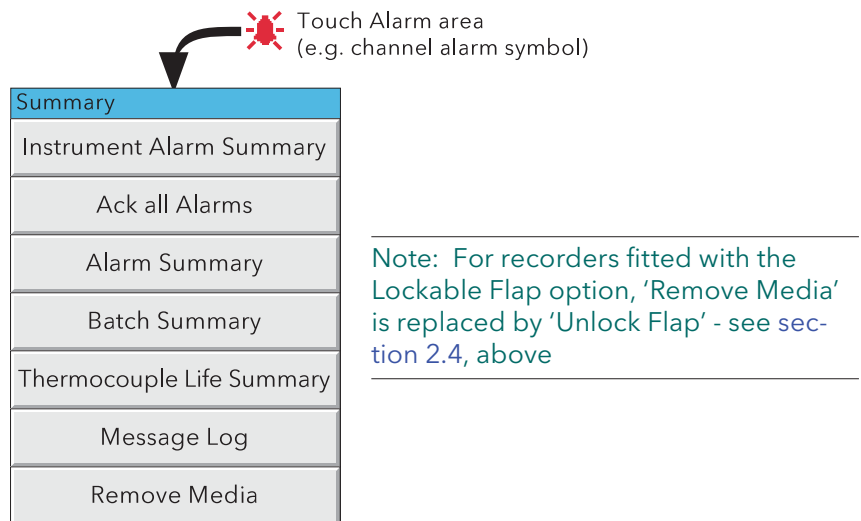 Touch Alarm area
(e.g. channel alarm symbol)
Summary
Instrument Alarm Summary
Ack all Alarms
Alarm Summary
Batch Summary
Thermocouple Life Summary
Message Log
Remove Media
Note: For recorders fitted with the
Lockable Flap option, ‘Remove Media’
is replaced by ‘Unlock Flap’ - see sec-
tion 2.4, above